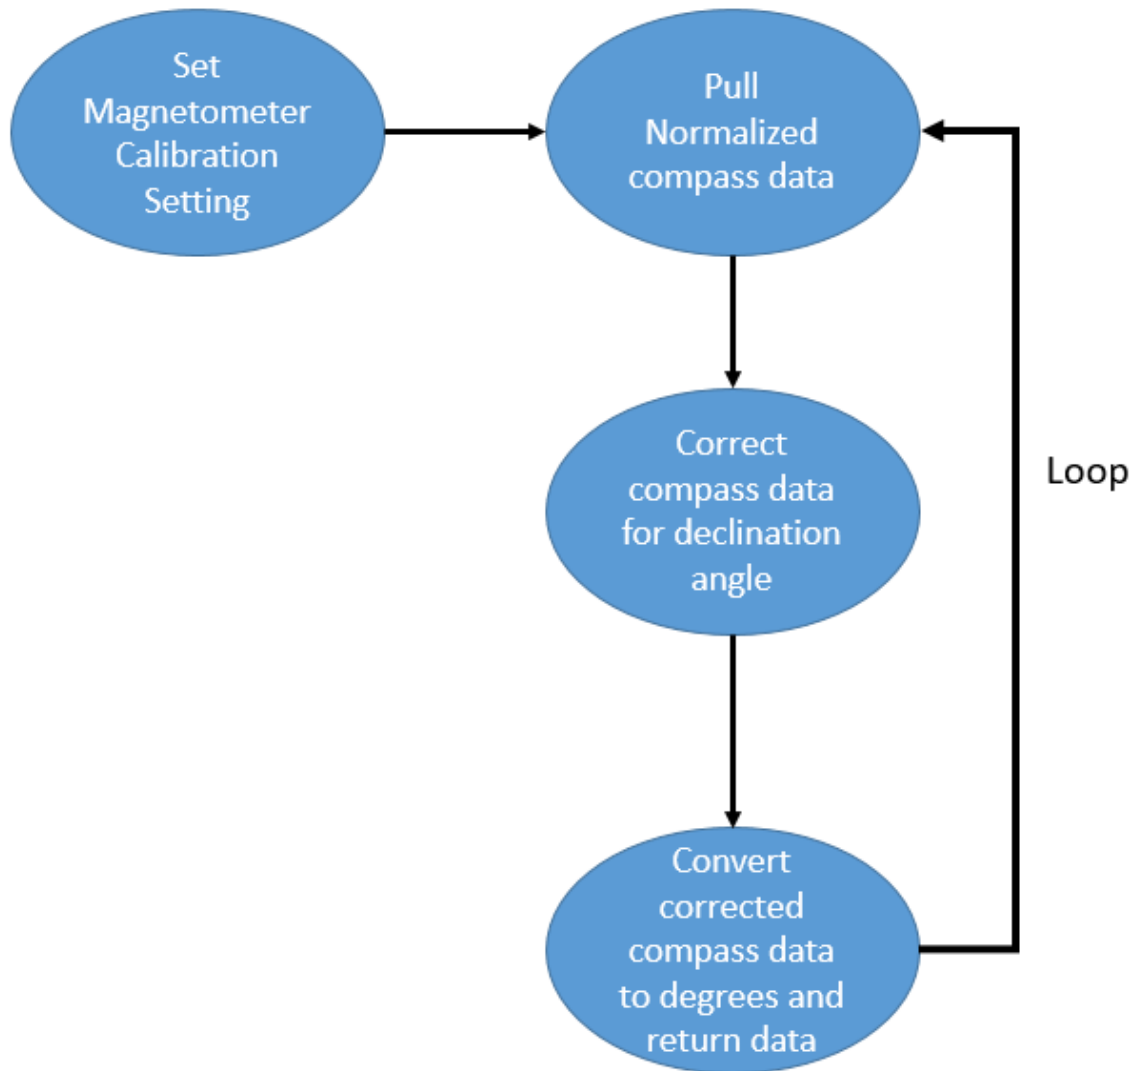 Set
Magnetometer
Calibration
Setting
Pull
Normalized
compass data
Correct
compass data
for declination
angle
Loop
Convert
corrected
compass data
to degrees and
return data